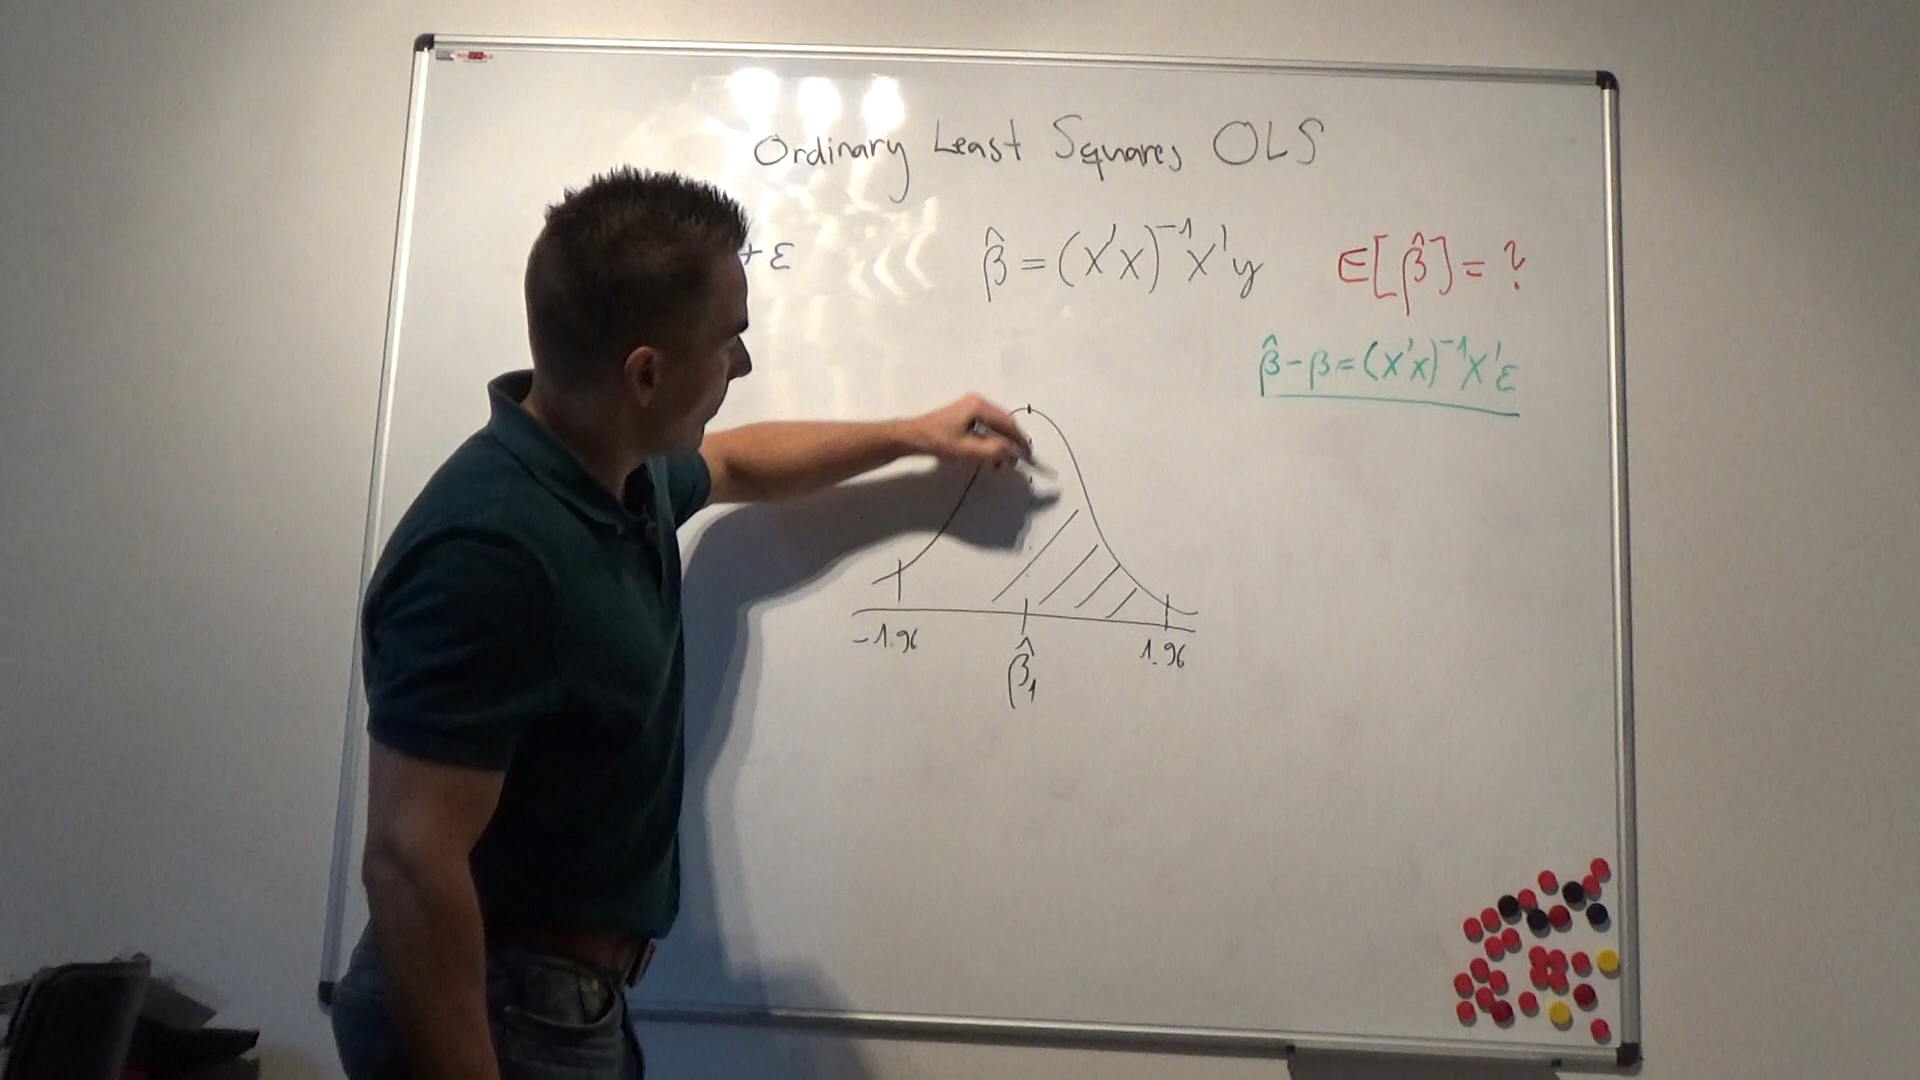 Ordinary Least Squares OLS
+ ε
β̂ = (X'X)⁻¹X'y
E[β̂] = ?
β̂ - β = (X'X)⁻¹X'ε
-1.96
β̂₁
1.96